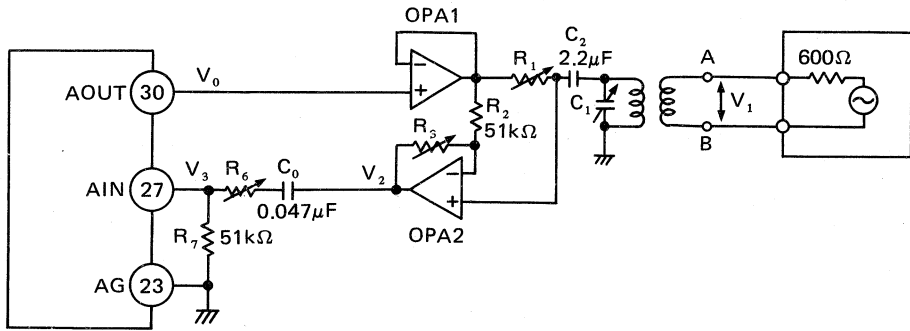 OPA1
AOUT 30
V0
R1
C2
2.2μF
C1
R2
51kΩ
R3
A
V1
B
600Ω
AIN 27
V3
R6
C0
0.047μF
V2
OPA2
R7 51kΩ
AG 23